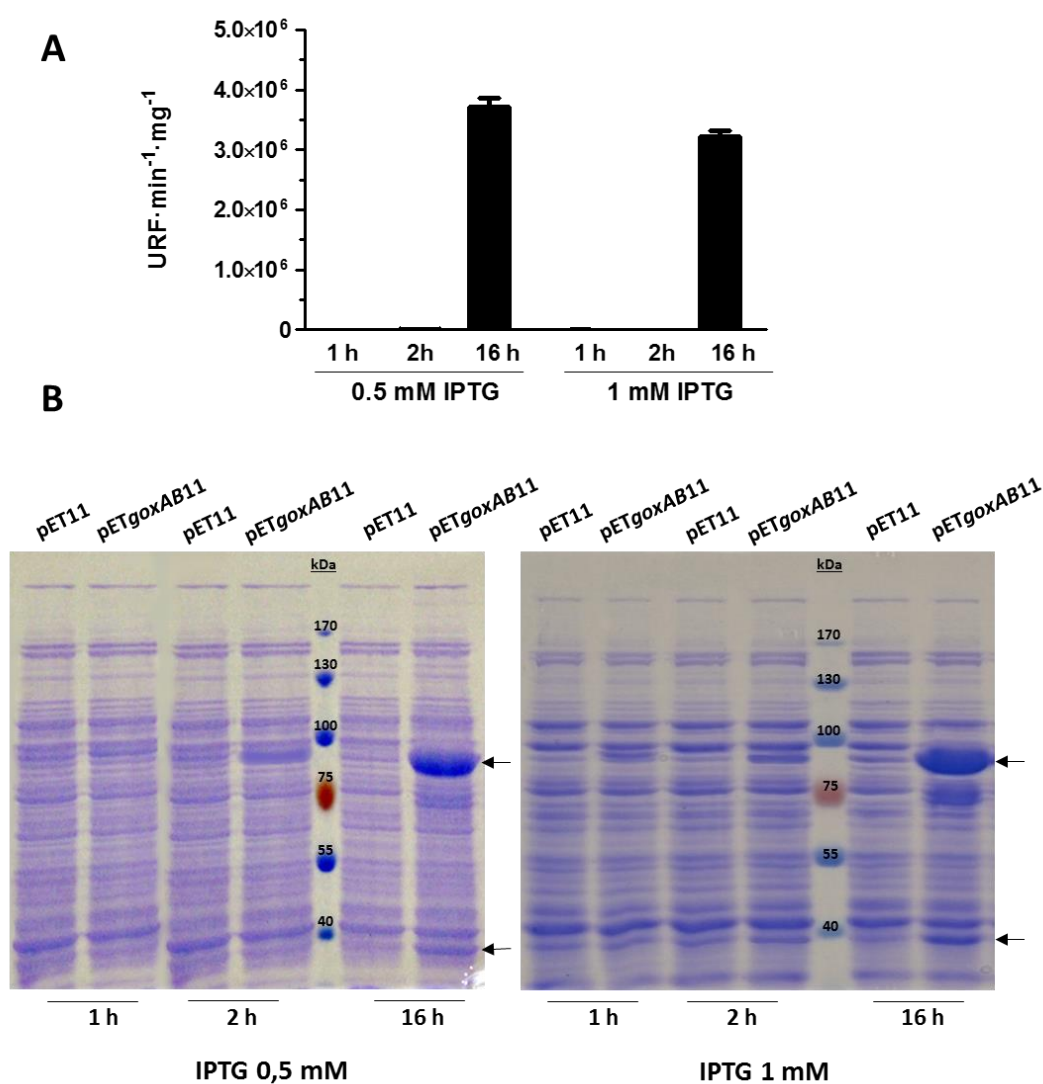 A
5.0×10⁶
4.0×10⁶
3.0×10⁶
2.0×10⁶
1.0×10⁶
0
URF·min⁻¹·mg⁻¹
1 h 2h 16 h 1 h 2h 16 h
0.5 mM IPTG 1 mM IPTG
B
pET11 pETgoxAB11 pET11 pETgoxAB11 pET11 pETgoxAB11 pET11 pETgoxAB11 pET11 pETgoxAB11 pET11 pETgoxAB11
kDa kDa
170 170
130 130
100 100
75 75
55 55
40 40
1 h 2 h 16 h 1 h 2 h 16 h
IPTG 0,5 mM IPTG 1 mM